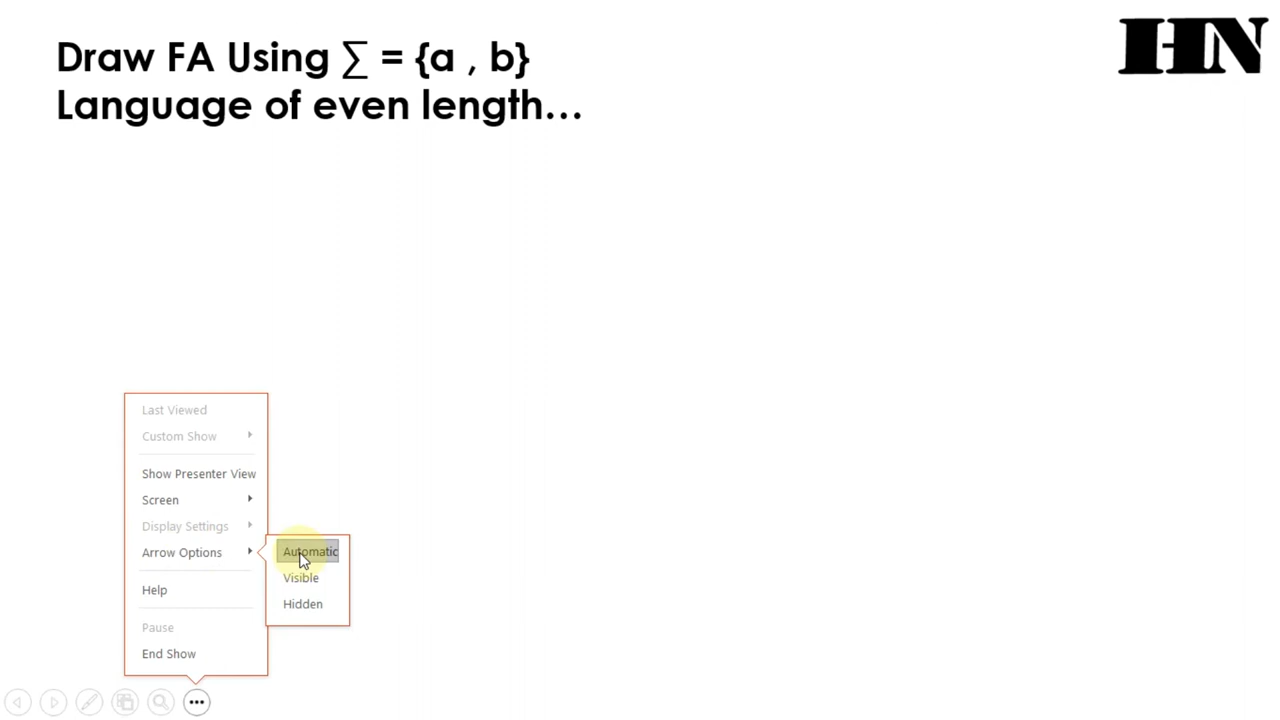 Draw FA Using ∑ = {a , b}
Language of even length...
HN
Last Viewed
Custom Show
Show Presenter View
Screen
Display Settings
Arrow Options
Automatic
Visible
Hidden
Help
Pause
End Show